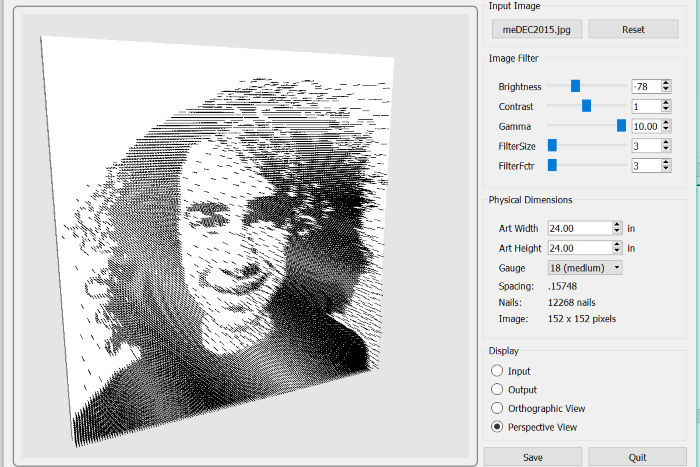 Input Image
meDEC2015.jpg Reset
Image Filter
Brightness -78
Contrast 1
Gamma 10.00
FilterSize 3
FilterFctr 3
Physical Dimensions
Art Width 24.00 in
Art Height 24.00 in
Gauge 18 (medium)
Spacing: .15748
Nails: 12268 nails
Image: 152 x 152 pixels
Display
Input
Output
Orthographic View
Perspective View
Save Quit